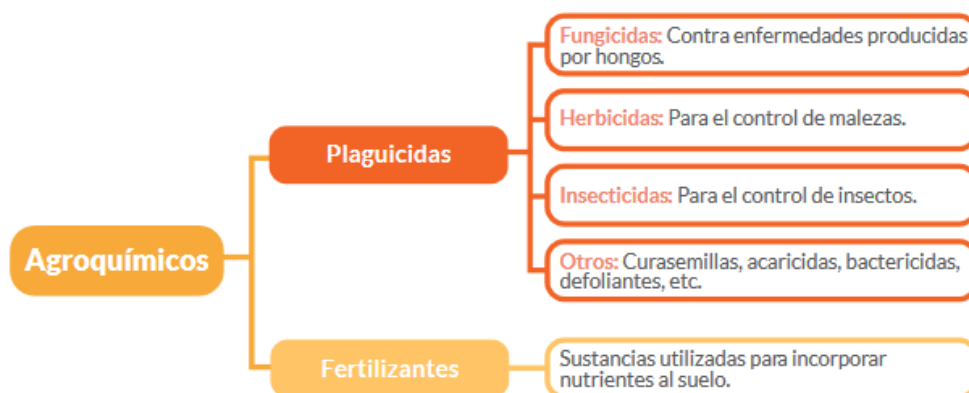 Agroquímicos
Plaguicidas
Fungicidas: Contra enfermedades producidas
por hongos.
Herbicidas: Para el control de malezas.
Insecticidas: Para el control de insectos.
Otros: Curasemillas, acaricidas, bactericidas,
defoliantes, etc.
Fertilizantes
Sustancias utilizadas para incorporar
nutrientes al suelo.